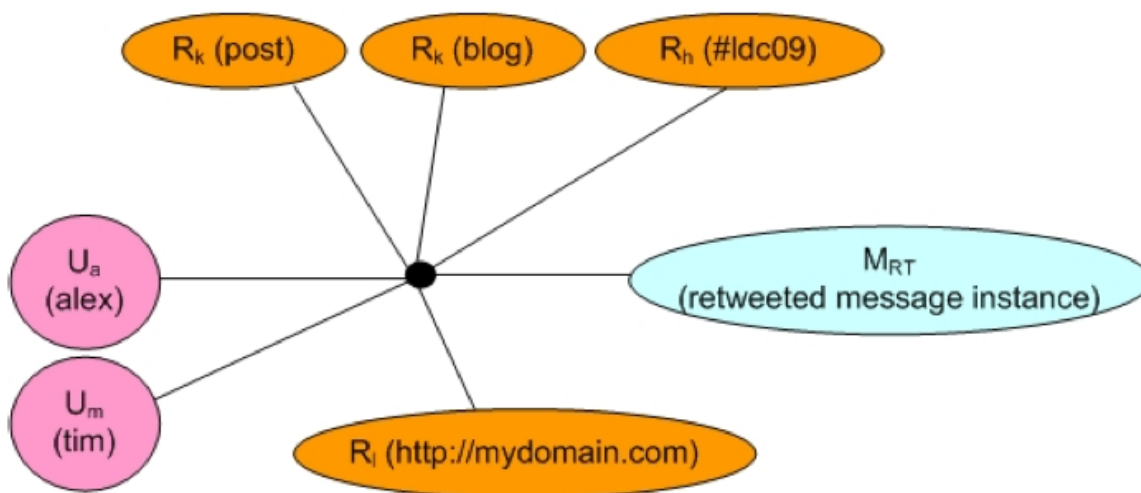 Rk (post)
Rk (blog)
Rh (#ldc09)
Ua
(alex)
MRT
(retweeted message instance)
Um
(tim)
Rl (http://mydomain.com)